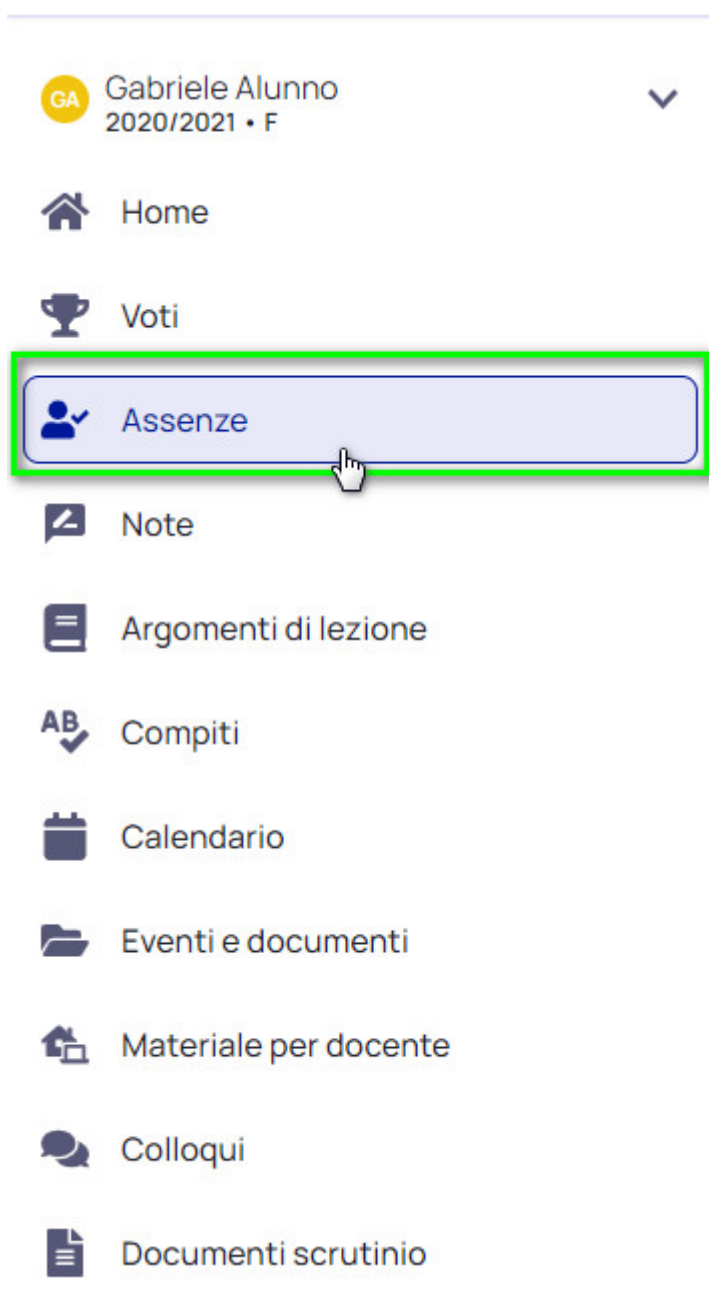 GA
Gabriele Alunno
2020/2021 • F
Home
Voti
Assenze
Note
Argomenti di lezione
AB
Compiti
Calendario
Eventi e documenti
Materiale per docente
Colloqui
Documenti scrutinio